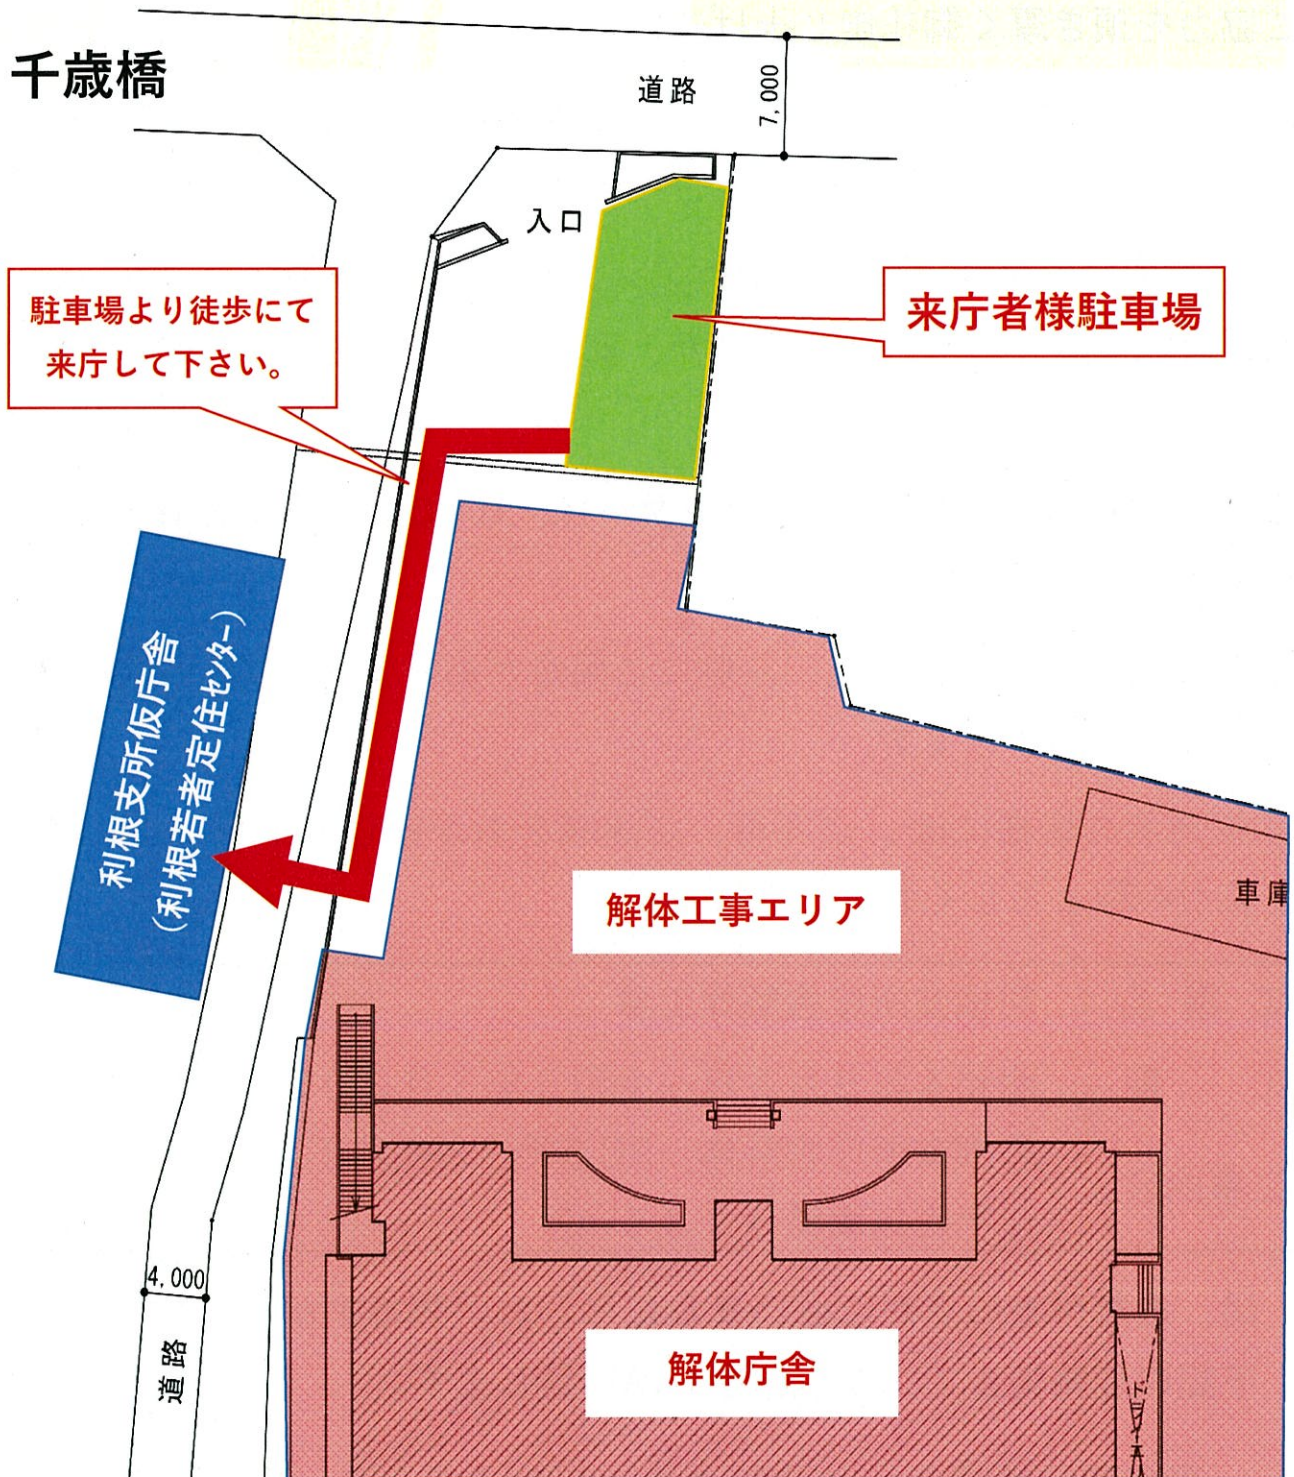 千歳橋
道路
7,000
入口
駐車場より徒歩にて
来庁して下さい。
来庁者様駐車場
利根支所仮庁舎
(利根若者定住センター)
解体工事エリア
車庫
4,000
道路
解体庁舎